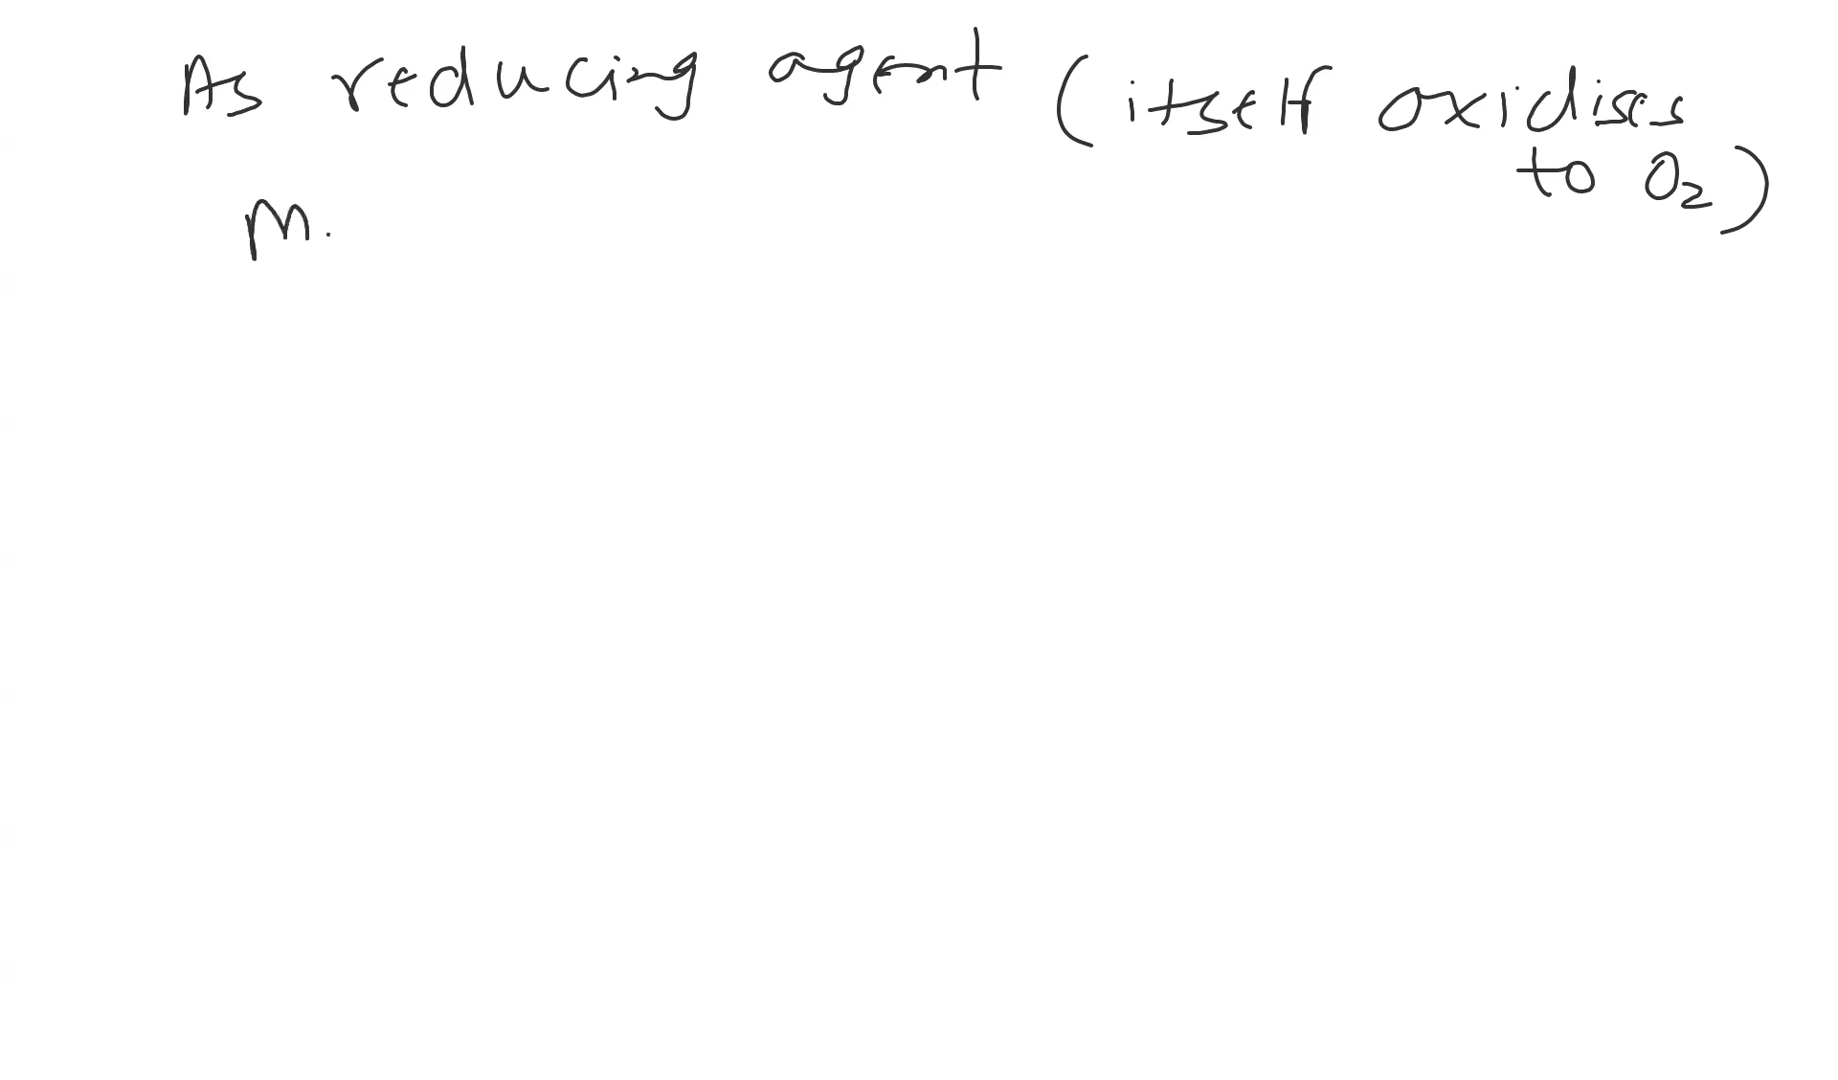 As reducing agent (itself oxidises
to O₂)
M.